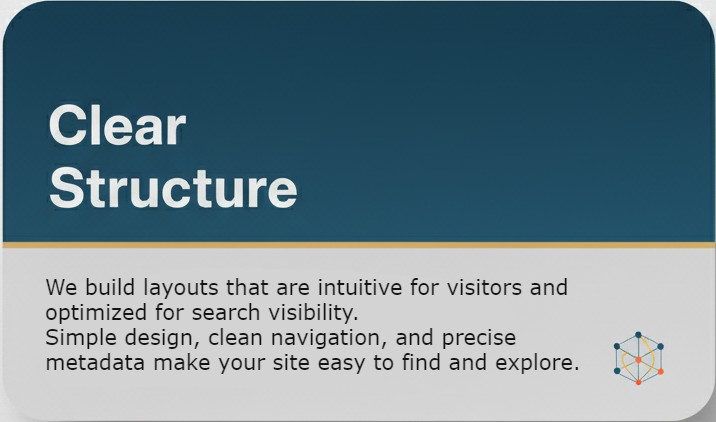 Clear
Structure
We build layouts that are intuitive for visitors and
optimized for search visibility.
Simple design, clean navigation, and precise
metadata make your site easy to find and explore.